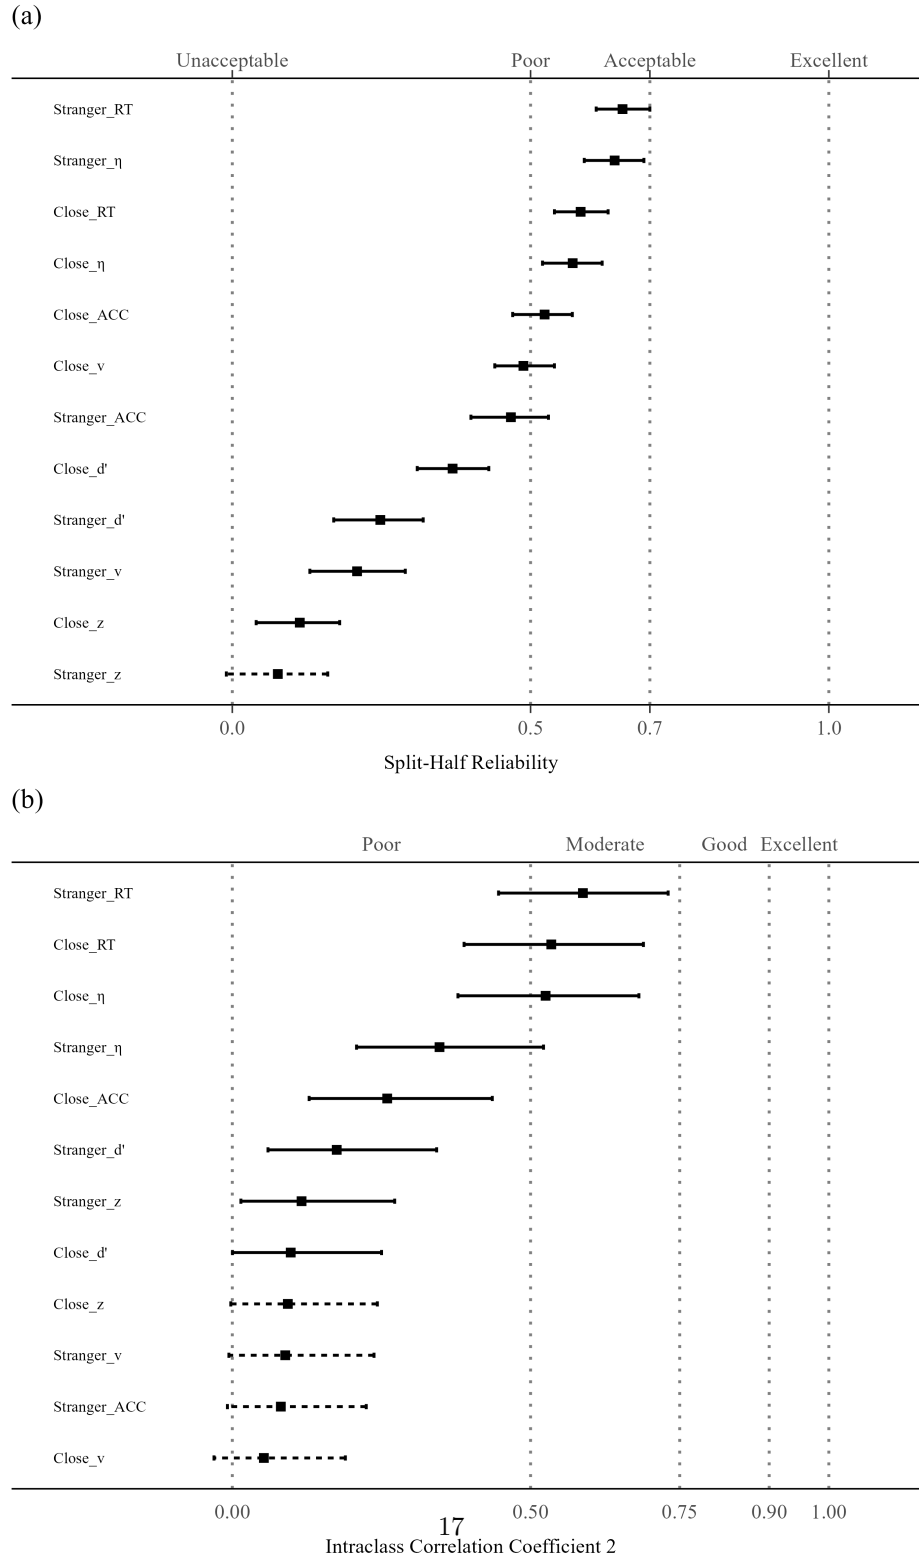 (a)
Unacceptable Poor Acceptable Excellent
Stranger_RT
Stranger_η
Close_RT
Close_η
Close_ACC
Close_v
Stranger_ACC
Close_d'
Stranger_d'
Stranger_v
Close_z
Stranger_z
0.0 0.5 0.7 1.0
Split-Half Reliability
(b)
Poor Moderate Good Excellent
Stranger_RT
Close_RT
Close_η
Stranger_η
Close_ACC
Stranger_d'
Stranger_z
Close_d'
Close_z
Stranger_v
Stranger_ACC
Close_v
0.00 0.50 0.75 0.90 1.00
17
Intraclass Correlation Coefficient 2